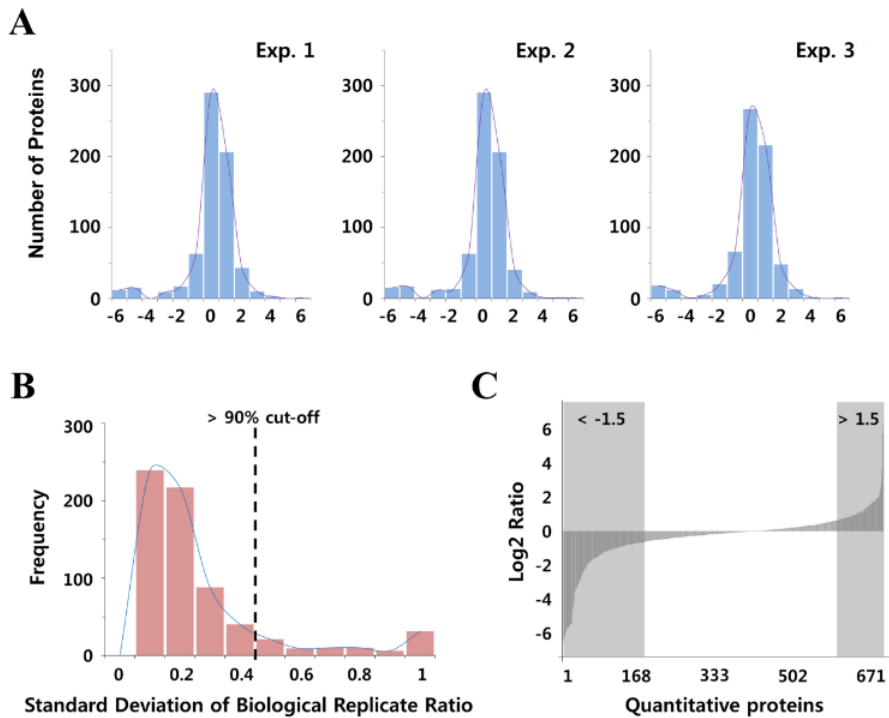 A
Exp. 1
Exp. 2
Exp. 3
Number of Proteins
300
200
100
0
-6 -4 -2 0 2 4 6
300
200
100
0
-6 -4 -2 0 2 4 6
300
200
100
0
-6 -4 -2 0 2 4 6
B
> 90% cut-off
Frequency
300
200
100
0
0 0.2 0.4 0.6 0.8 1
Standard Deviation of Biological Replicate Ratio
C
< -1.5
> 1.5
Log2 Ratio
6
4
2
0
-2
-4
-6
1 168 333 502 671
Quantitative proteins